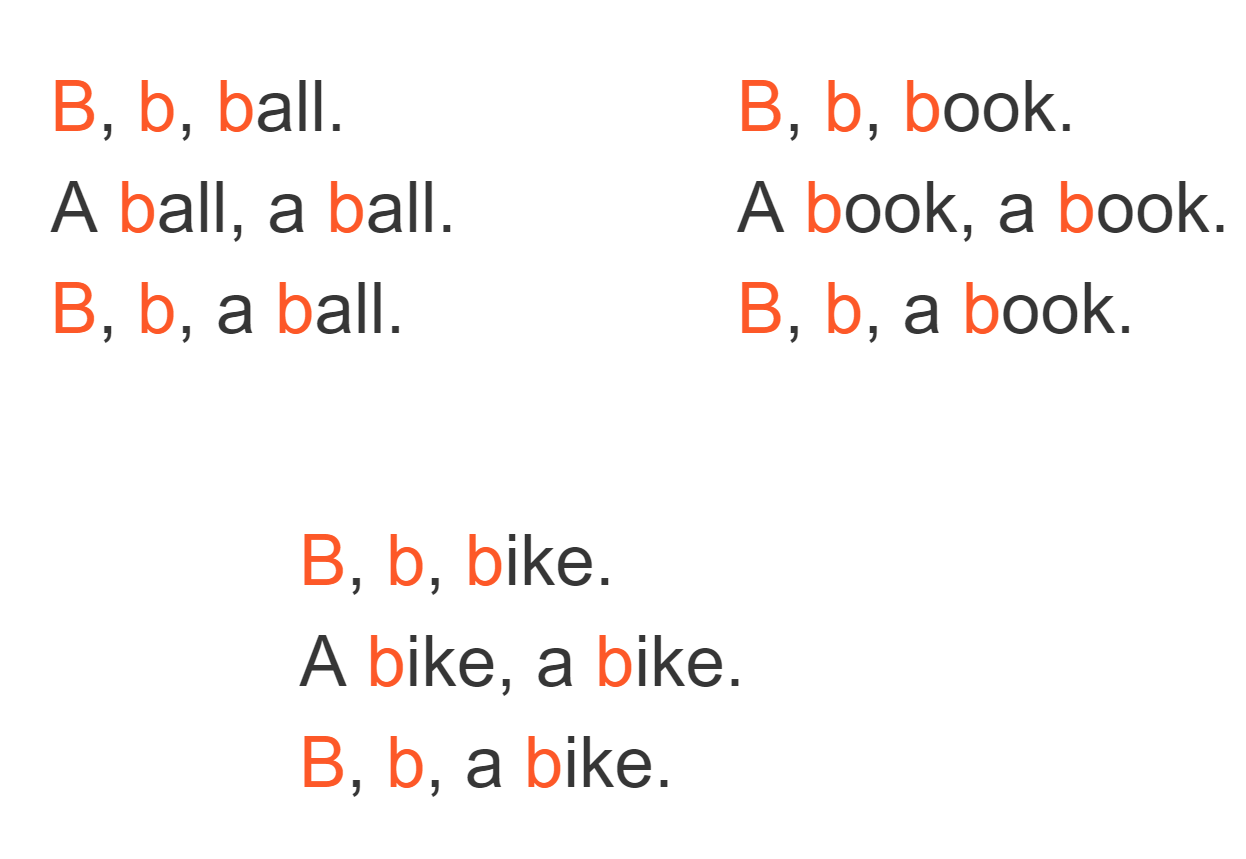 B, b, ball.
A ball, a ball.
B, b, a ball.
B, b, book.
A book, a book.
B, b, a book.
B, b, bike.
A bike, a bike.
B, b, a bike.